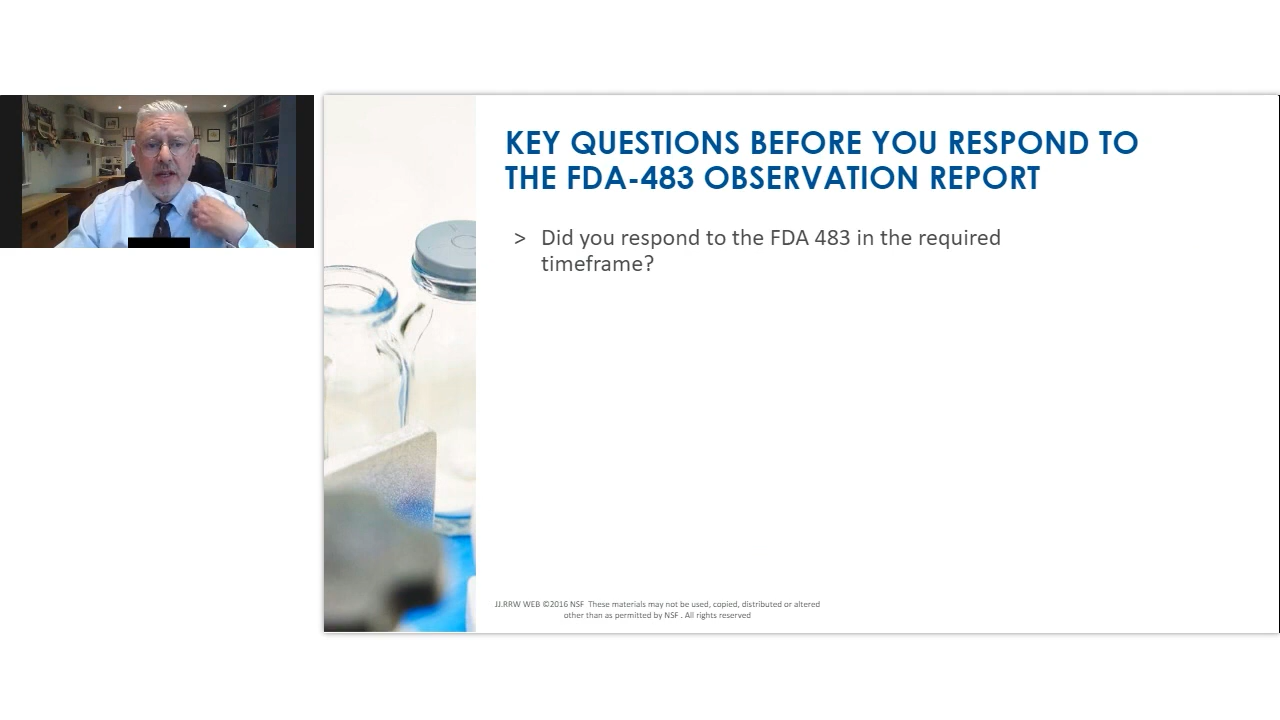 KEY QUESTIONS BEFORE YOU RESPOND TO
THE FDA-483 OBSERVATION REPORT
> Did you respond to the FDA 483 in the required
timeframe?
JJ.RRW WEB ©2016 NSF These materials may not be used, copied, distributed or altered
other than as permitted by NSF . All rights reserved